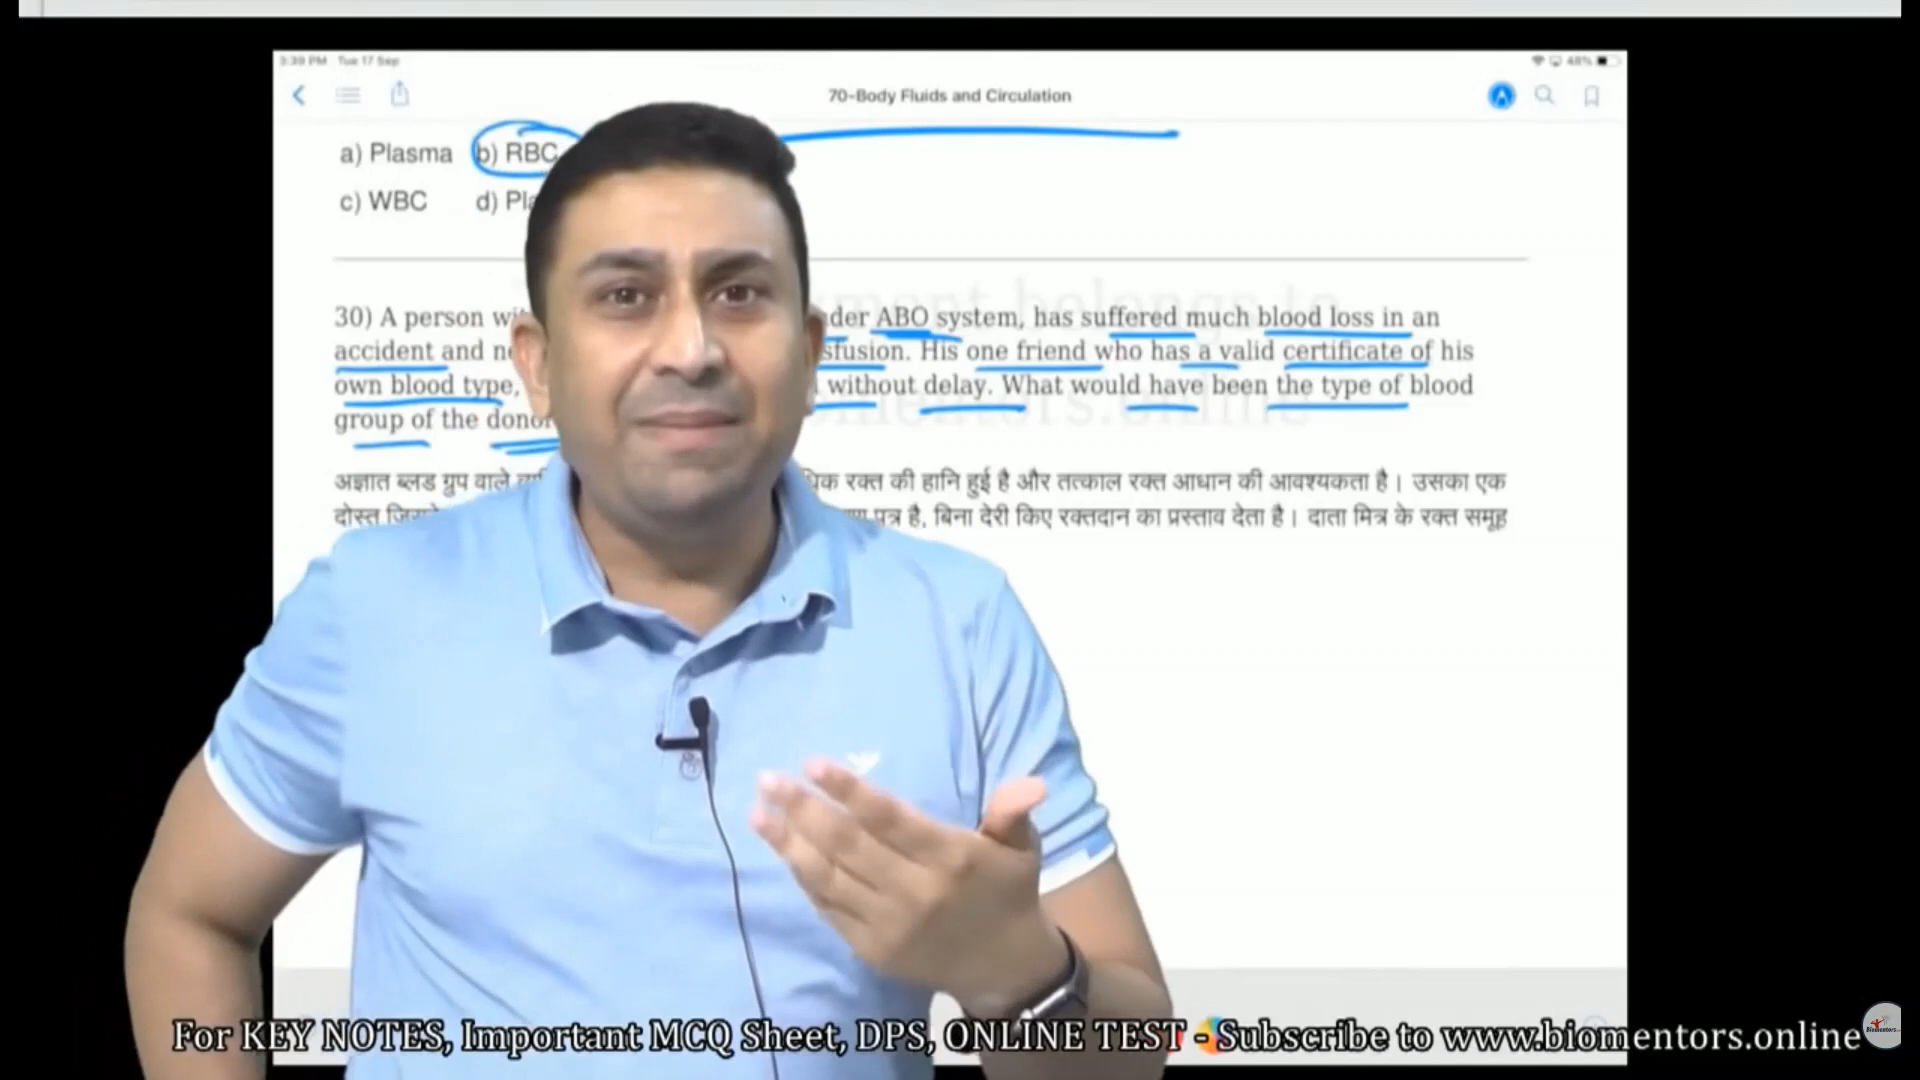 3:39 PM Tue 17 Sep
48%
70-Body Fluids and Circulation
a) Plasma b) RBC
c) WBC d)
30) A person ABO system, has suffered much blood loss in an
accident and His one friend who has a valid certificate of his
own blood type, without delay. What would have been the type of blood
group of the
अज्ञात ब्लड ग्रुप वाले रक्त की हानि हुई है और तत्काल रक्त आधान की आवश्यकता है। उसका एक
दोस्त पत्र है, बिना देरी किए रक्तदान का प्रस्ताव देता है। दाता मित्र के रक्त समूह
For KEY NOTES, Important MCQ Sheet, DPS, ONLINE TEST - Subscribe to www.biomentors.online
Biomentors